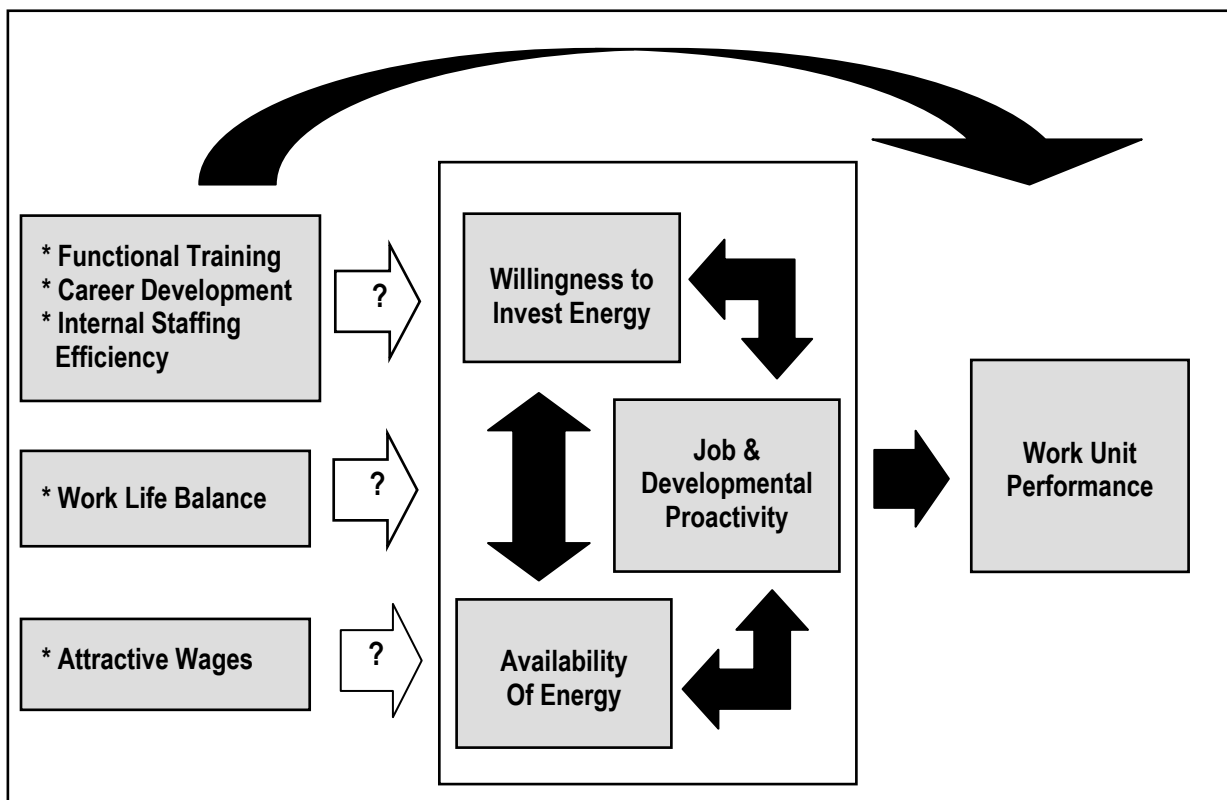 * Functional Training
* Career Development
* Internal Staffing
Efficiency
?
Willingness to
Invest Energy
* Work Life Balance
?
Job &
Developmental
Proactivity
Work Unit
Performance
* Attractive Wages
?
Availability
Of Energy